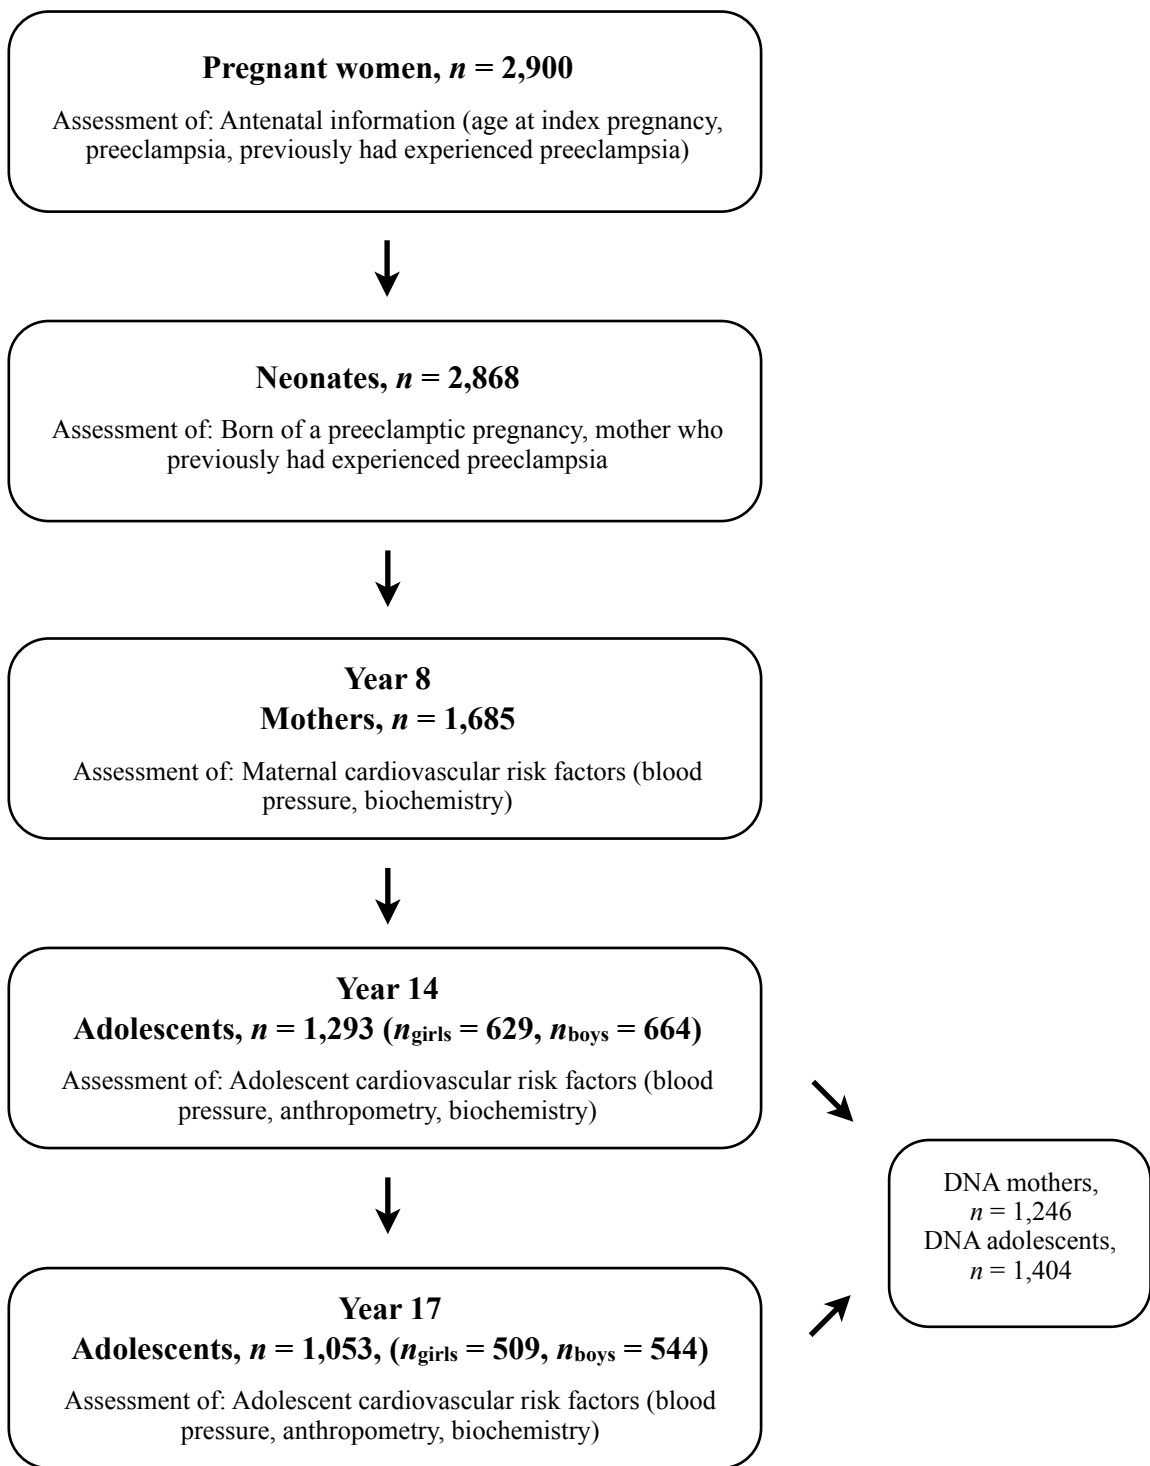 Pregnant women, n = 2,900
Assessment of: Antenatal information (age at index pregnancy,
preeclampsia, previously had experienced preeclampsia)
Neonates, n = 2,868
Assessment of: Born of a preeclamptic pregnancy, mother who
previously had experienced preeclampsia
Year 8
Mothers, n = 1,685
Assessment of: Maternal cardiovascular risk factors (blood
pressure, biochemistry)
Year 14
Adolescents, n = 1,293 (ngirls = 629, nboys = 664)
Assessment of: Adolescent cardiovascular risk factors (blood
pressure, anthropometry, biochemistry)
Year 17
Adolescents, n = 1,053, (ngirls = 509, nboys = 544)
Assessment of: Adolescent cardiovascular risk factors (blood
pressure, anthropometry, biochemistry)
DNA mothers,
n = 1,246
DNA adolescents,
n = 1,404